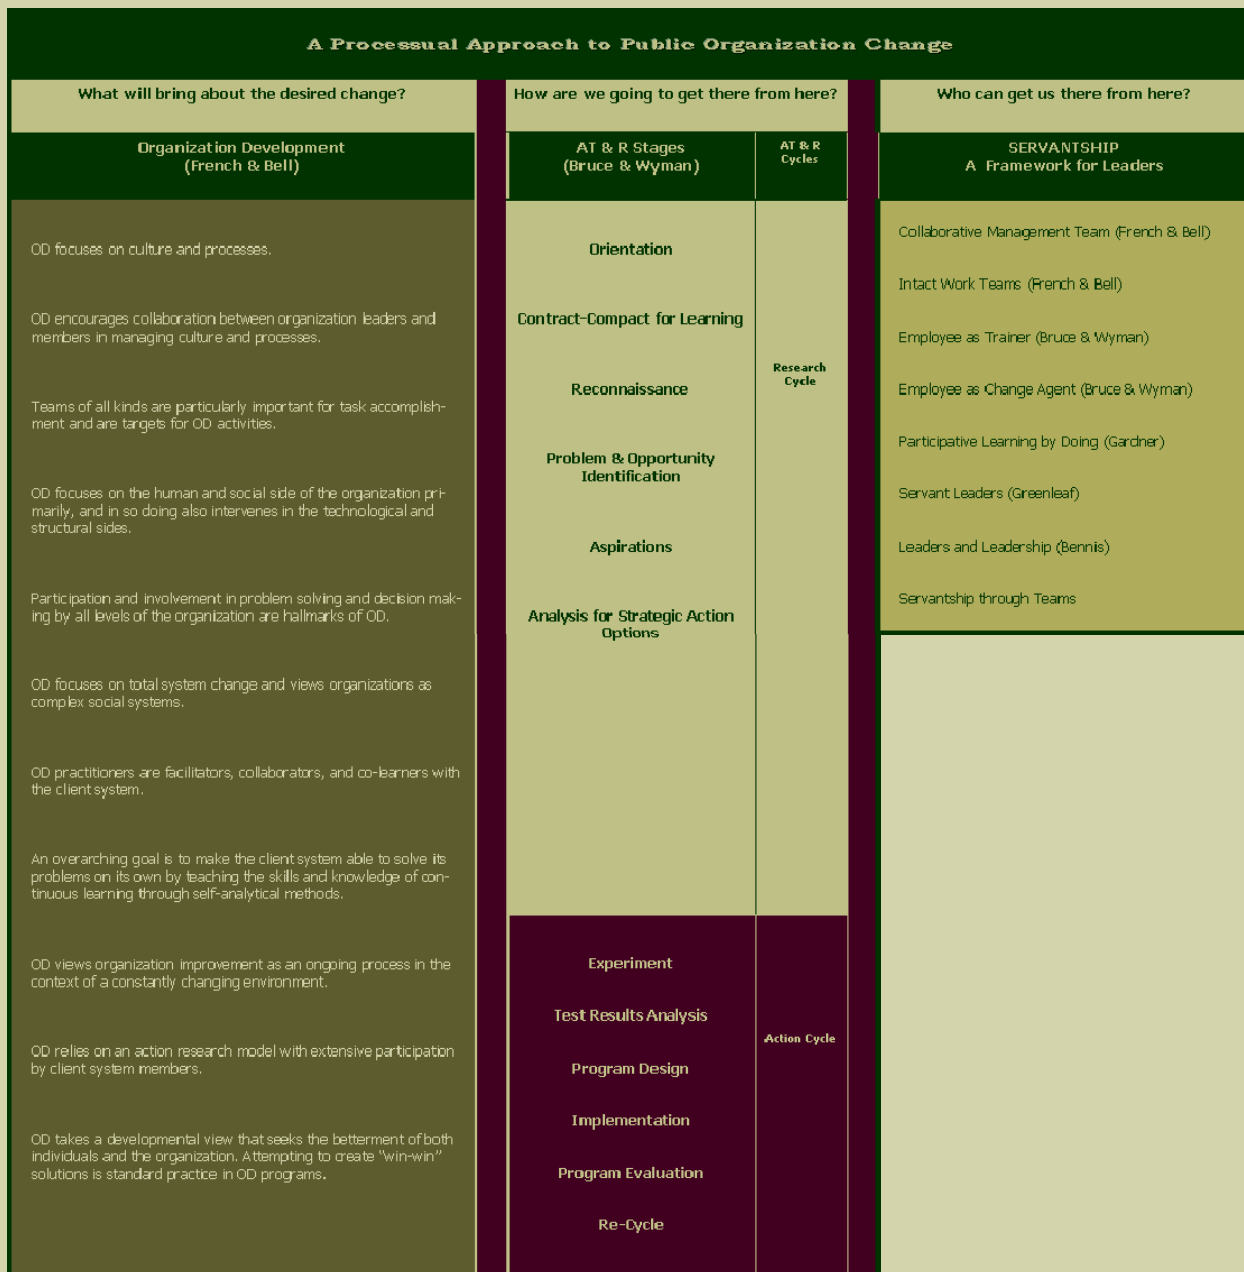 A Processual Approach to Public Organization Change
What will bring about the desired change?
Organization Development
(French & Bell)
OD focuses on culture and processes.
OD encourages collaboration between organization leaders and
members in managing culture and processes.
Teams of all kinds are particularly important for task accomplish-
ment and are targets for OD activities.
OD focuses on the human and social side of the organization pri-
marily, and in so doing also intervenes in the technological and
structural sides.
Participation and involvement in problem solving and decision mak-
ing by all levels of the organization are hallmarks of OD.
OD focuses on total system change and views organizations as
complex social systems.
OD practitioners are facilitators, collaborators, and co-learners with
the client system.
An overarching goal is to make the client system able to solve its
problems on its own by teaching the skills and knowledge of con-
tinuous learning through self-analytical methods.
OD views organization improvement as an ongoing process in the
context of a constantly changing environment.
OD relies on an action research model with extensive participation
by client system members.
OD takes a developmental view that seeks the betterment of both
individuals and the organization. Attempting to create “win-win”
solutions is standard practice in OD programs.
How are we going to get there from here?
AT & R Stages
(Bruce & Wyman)
Orientation
Contract-Compact for Learning
Reconnaissance
Problem & Opportunity
Identification
Aspirations
Analysis for Strategic Action
Options
Experiment
Test Results Analysis
Program Design
Implementation
Program Evaluation
Re-Cycle
AT & R
Cycles
Research
Cycle
Action Cycle
Who can get us there from here?
SERVANTSHIP
A Framework for Leaders
Collaborative Management Team (French & Bell)
Intact Work Teams (French & Bell)
Employee as Trainer (Bruce & Wyman)
Employee as Change Agent (Bruce & Wyman)
Participative Learning by Doing (Gardner)
Servant Leaders (Greenleaf)
Leaders and Leadership (Bennis)
Servantship through Teams